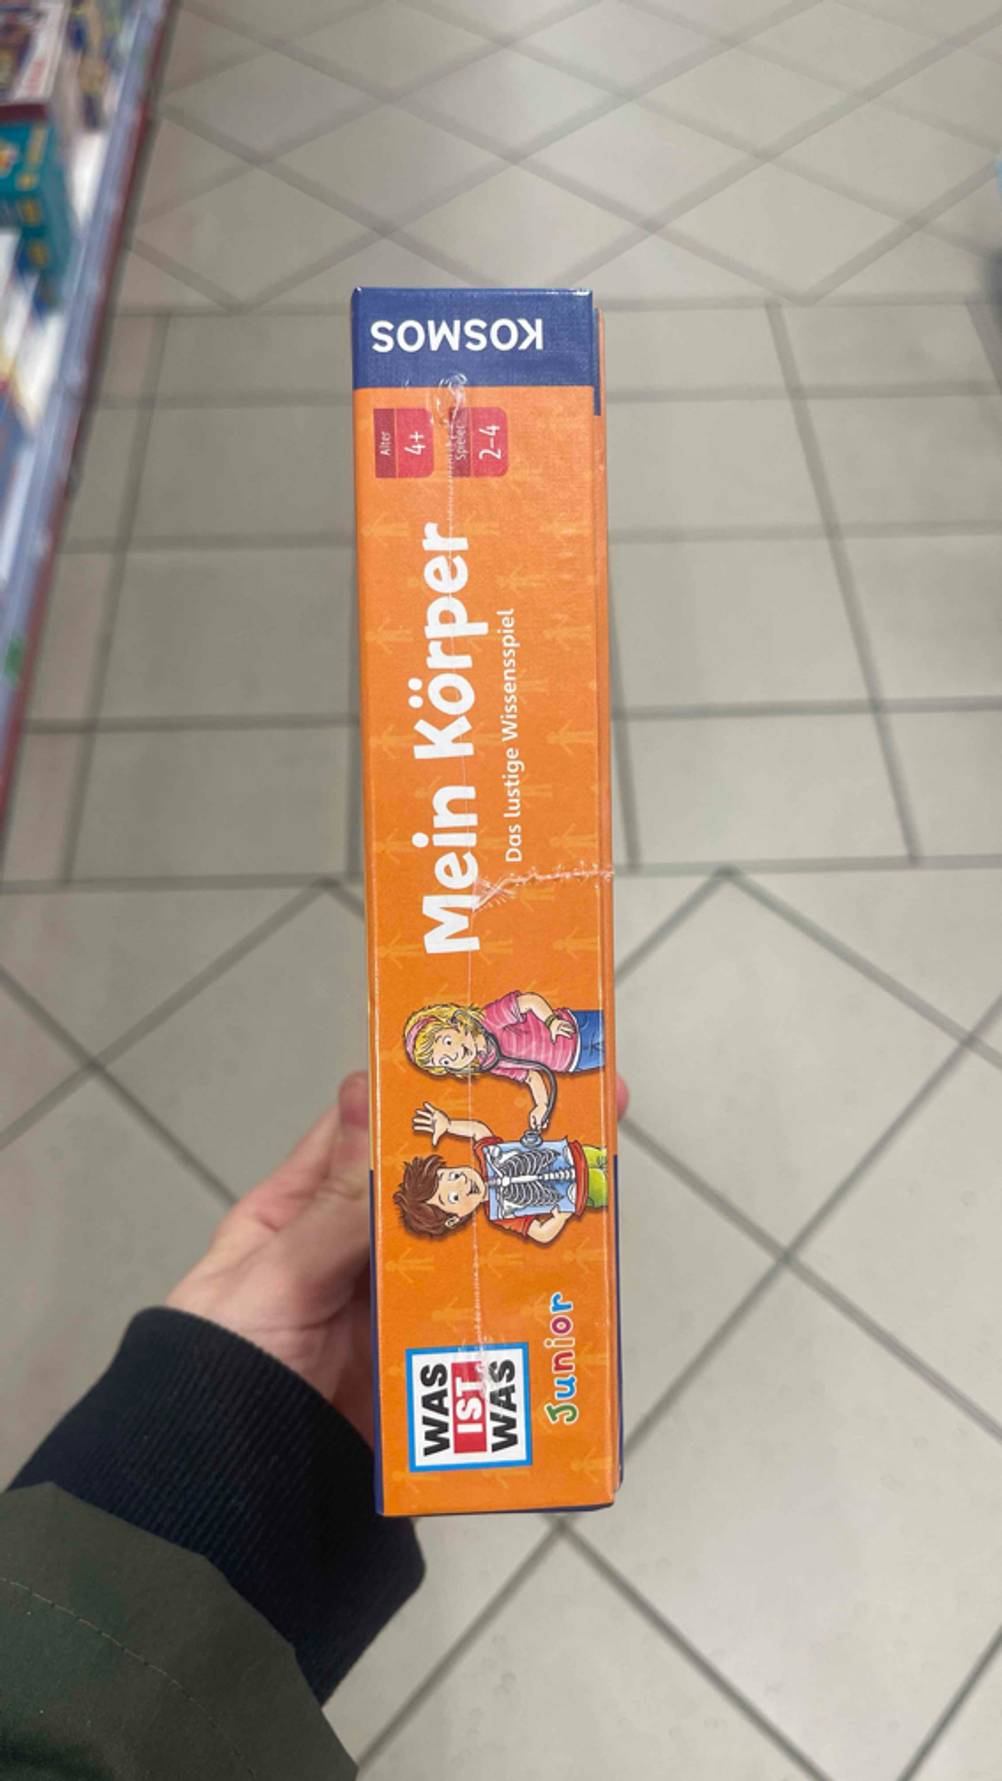 KOSMOS
Alter
4+
Spieler
2–4
Mein Körper
Das lustige Wissensspiel
WAS
IST
WAS
Junior